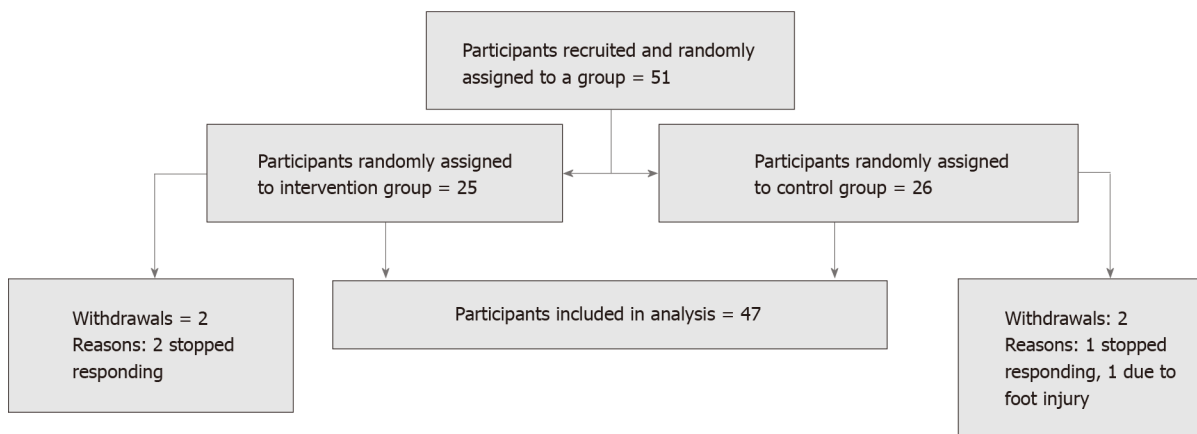 Participants recruited and randomly
assigned to a group = 51
Participants randomly assigned
to intervention group = 25
Participants randomly assigned
to control group = 26
Withdrawals = 2
Reasons: 2 stopped
responding
Participants included in analysis = 47
Withdrawals: 2
Reasons: 1 stopped
responding, 1 due to
foot injury